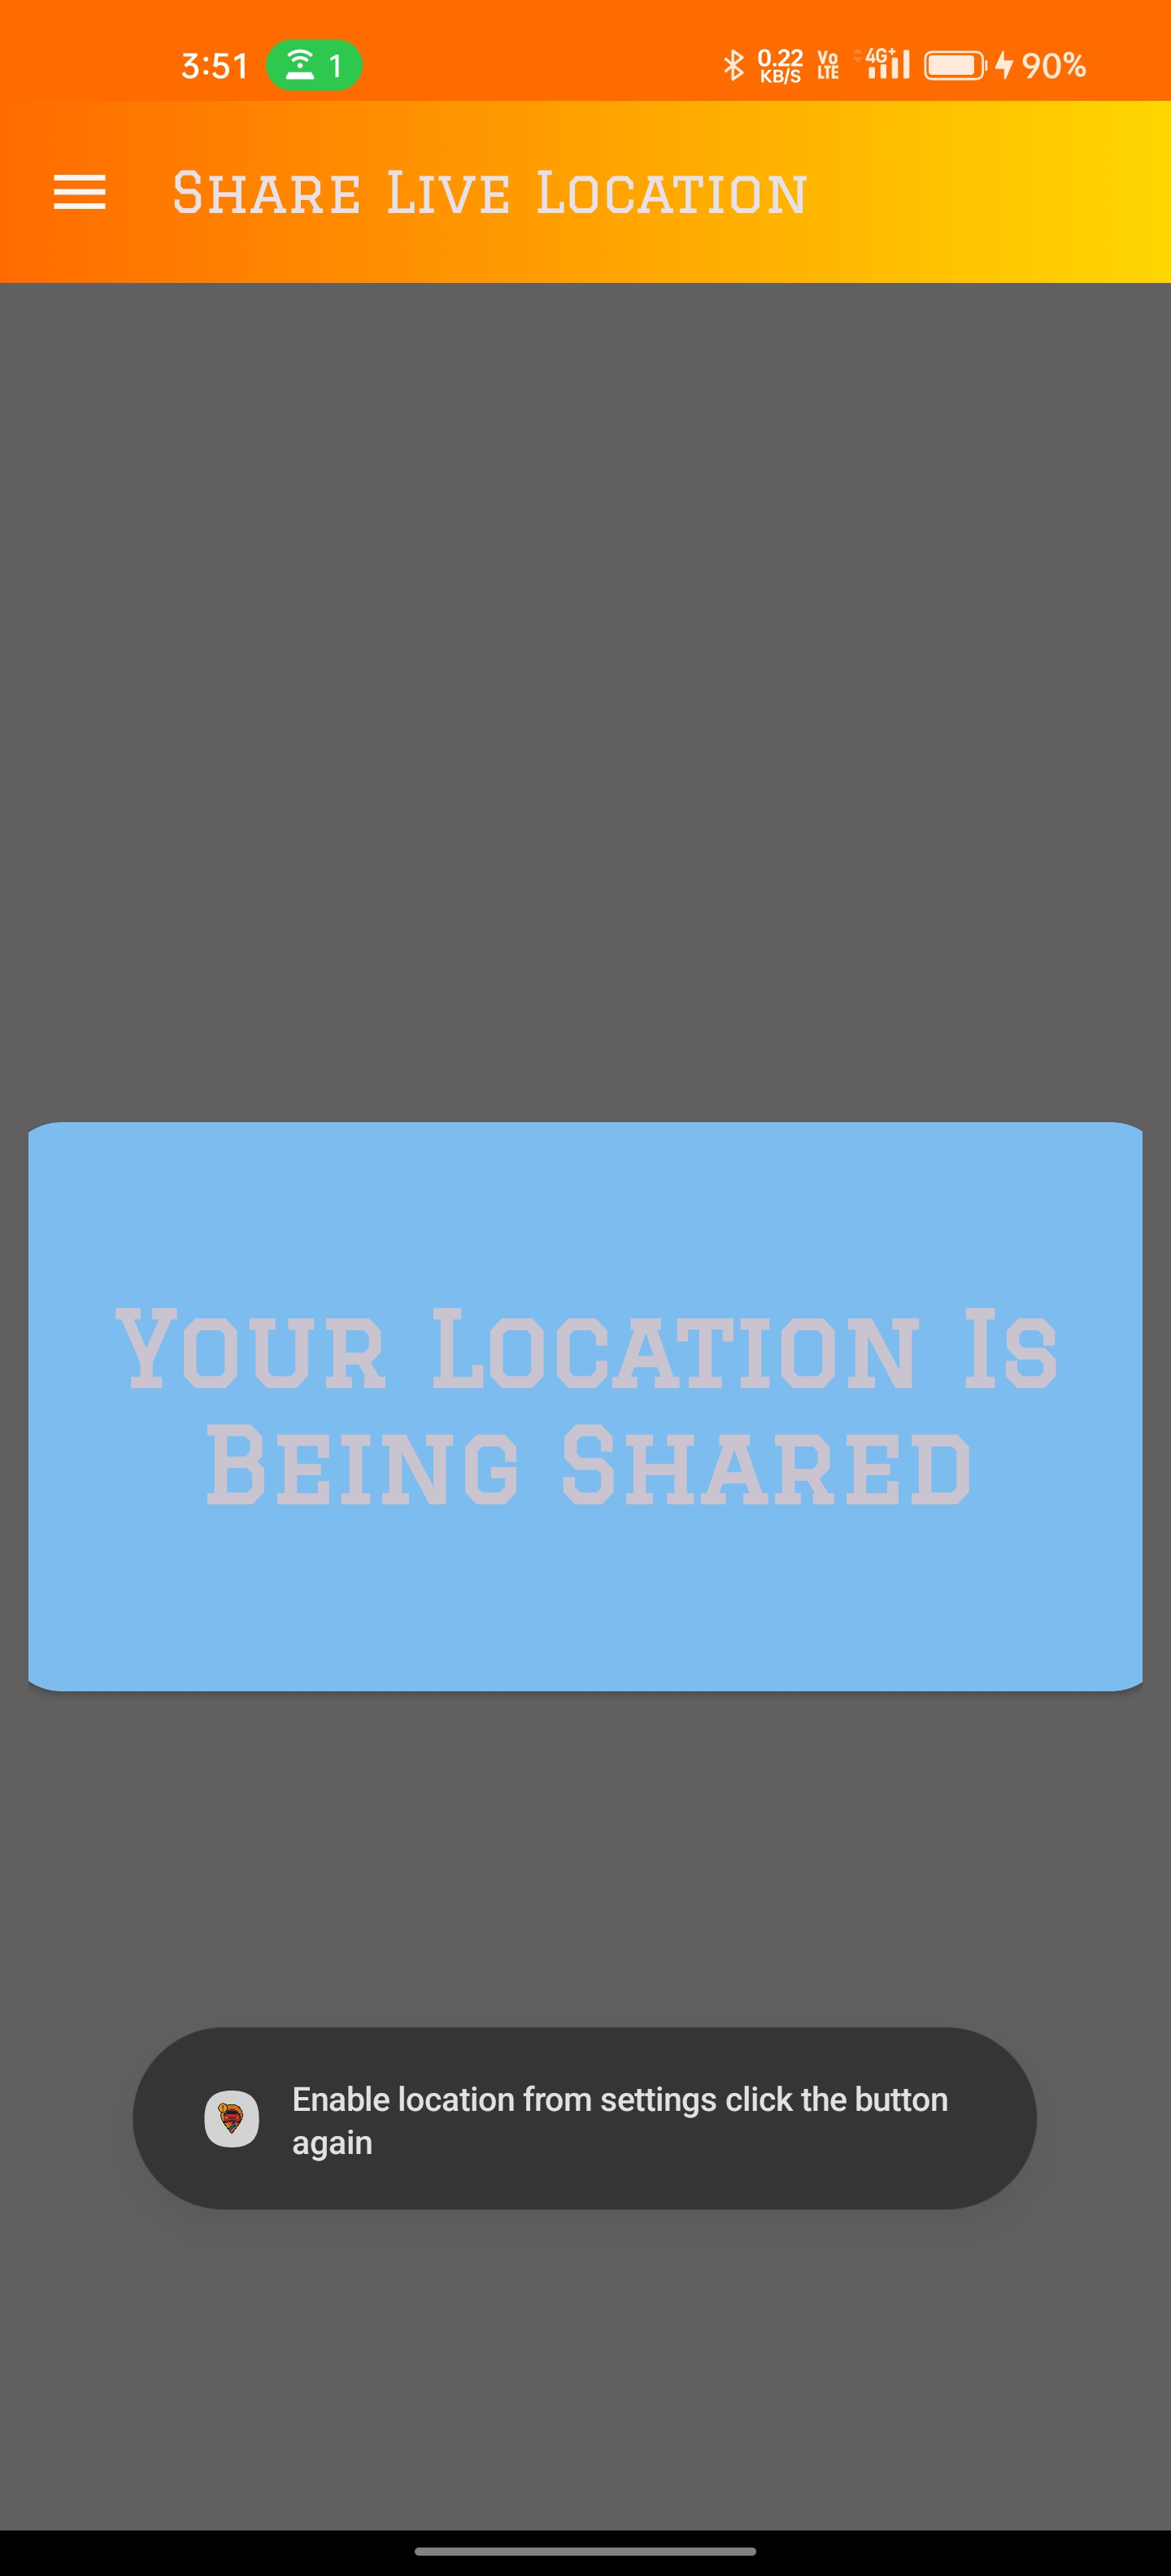 3:51 1 0.22 KB/S Vo LTE 4G+ 90%
Share Live Location
Your Location Is
Being Shared
Enable location from settings click the button
again